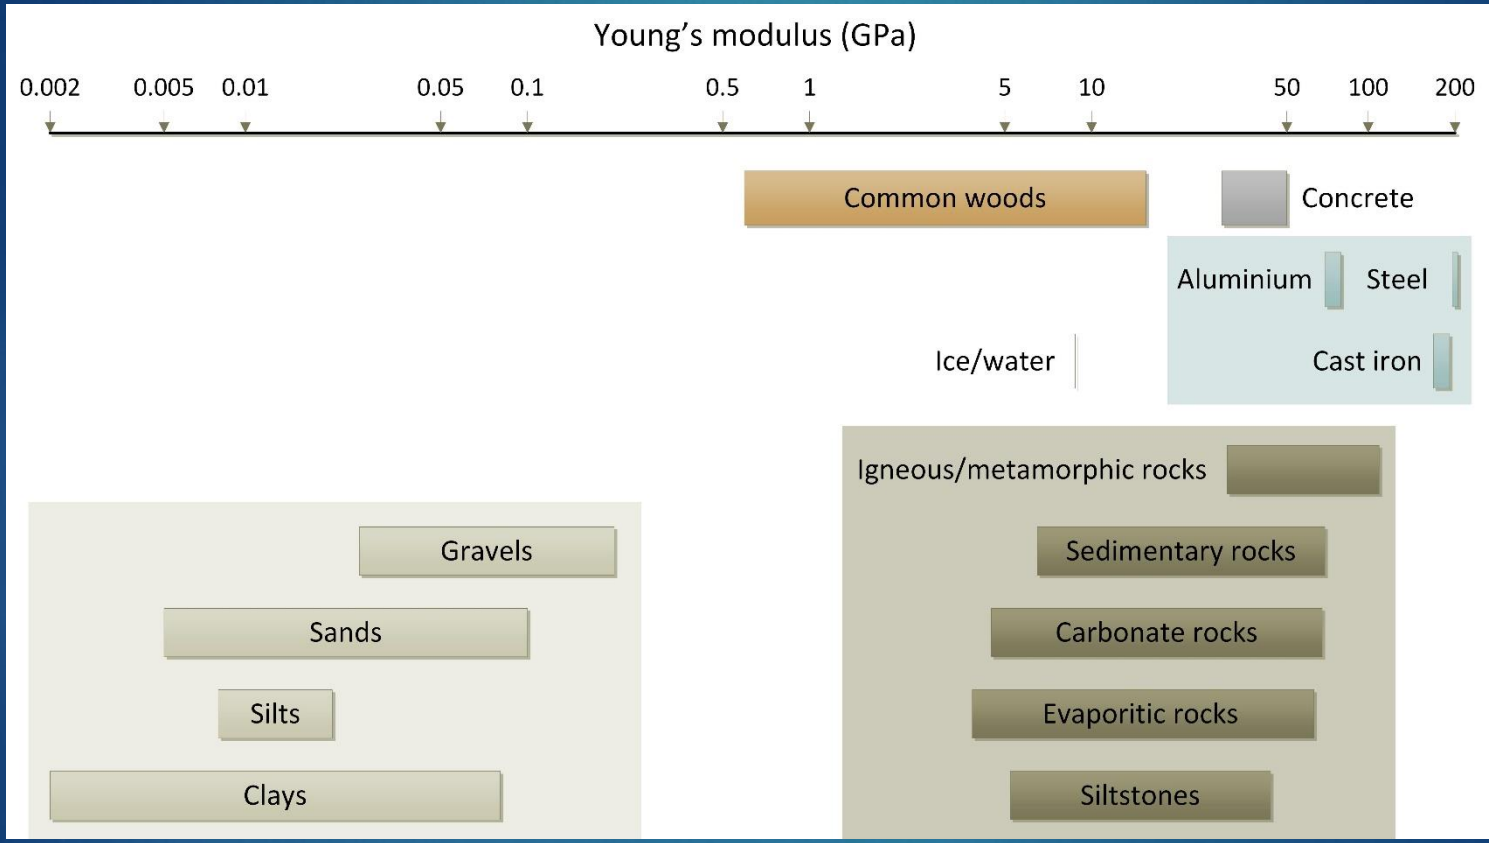 Young’s modulus (GPa)
0.002 0.005 0.01 0.05 0.1 0.5 1 5 10 50 100 200
Common woods Concrete
Aluminium Steel
Ice/water Cast iron
Igneous/metamorphic rocks
Gravels Sedimentary rocks
Sands Carbonate rocks
Silts Evaporitic rocks
Clays Siltstones